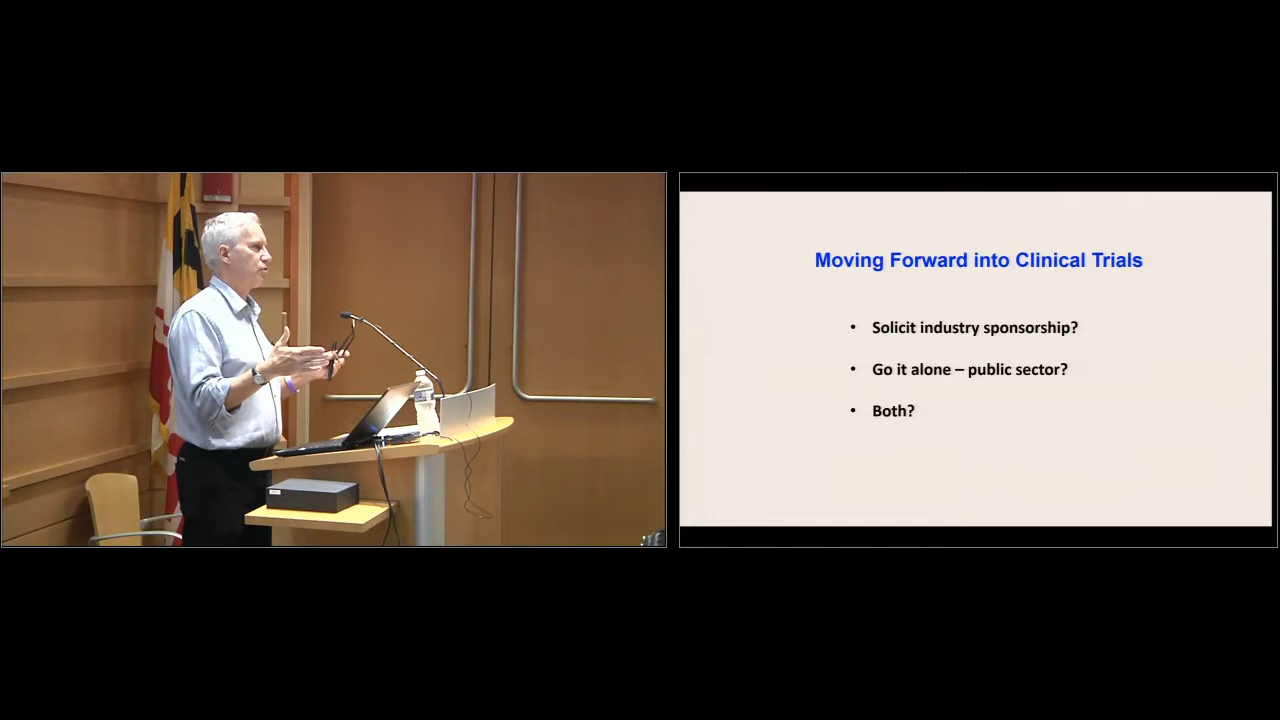 Moving Forward into Clinical Trials
• Solicit industry sponsorship?
• Go it alone – public sector?
• Both?